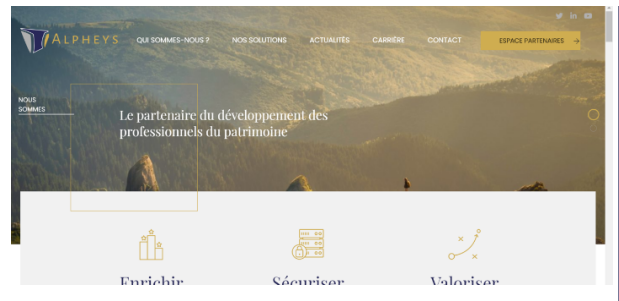 ALPHEYS
QUI SOMMES-NOUS ?
NOS SOLUTIONS
ACTUALITÉS
CARRIÈRE
CONTACT
ESPACE PARTENAIRES
NOUS
SOMMES
Le partenaire du développement des
professionnels du patrimoine
Enrichir
Sécuriser
Valoriser